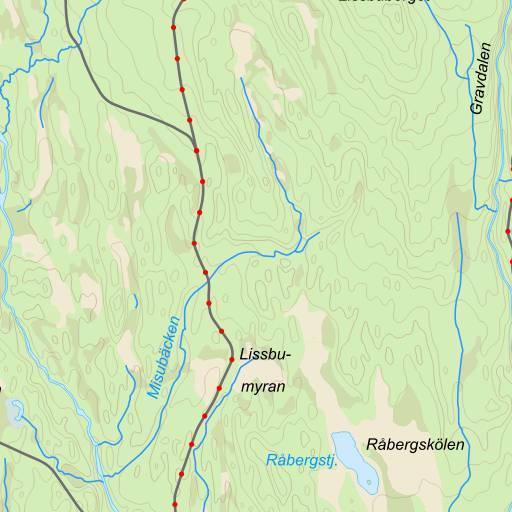 Gravdalen
Misubäcken
Lissbu-
myran
Råbergskölen
Råbergstj.